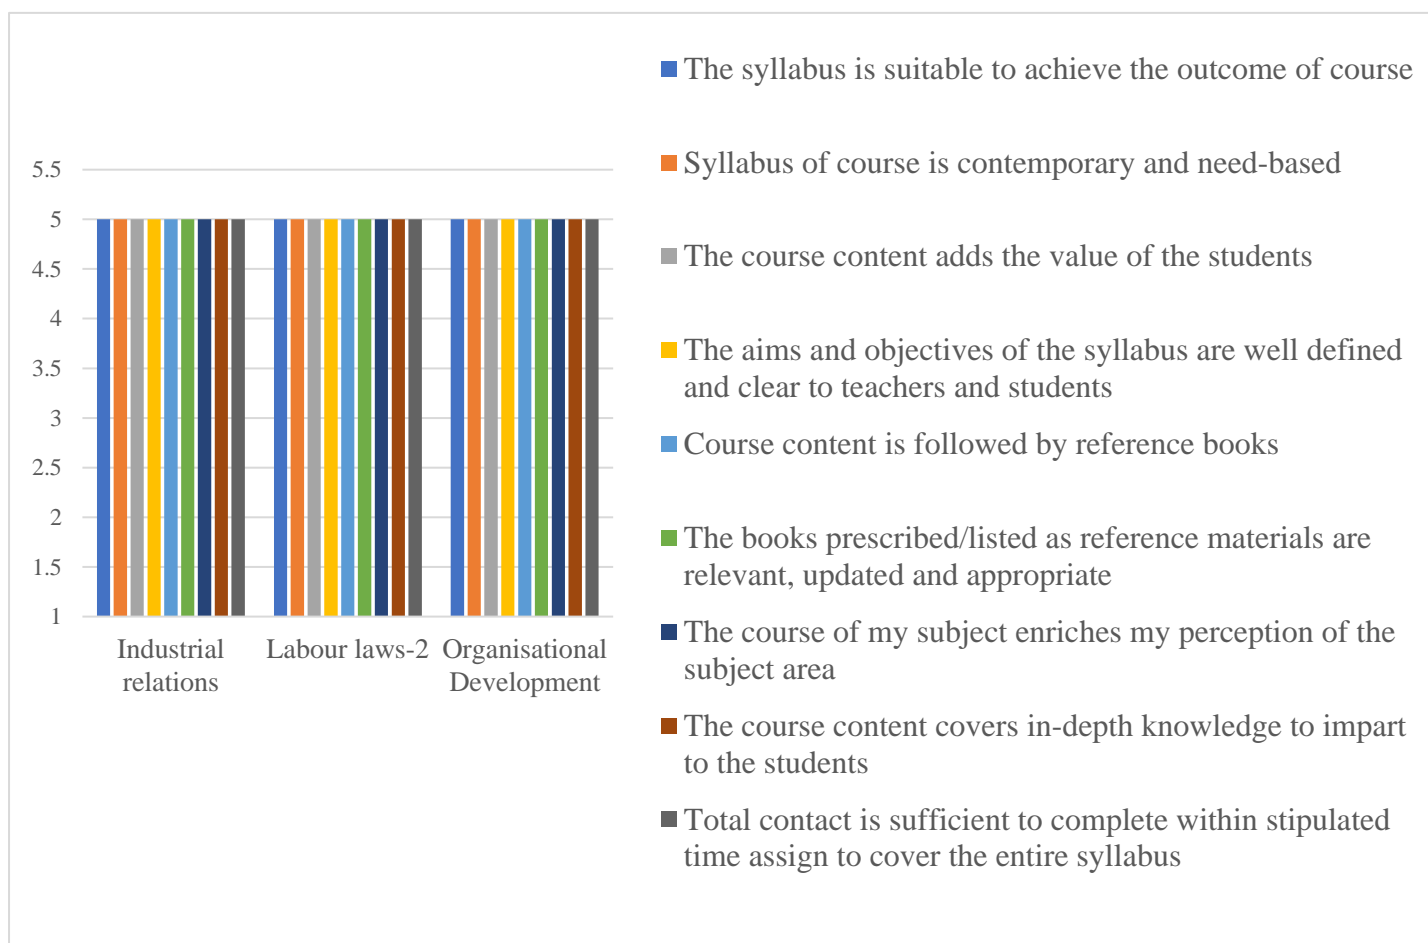 5.5
5
4.5
4
3.5
3
2.5
2
1.5
1
Industrial
relations
Labour laws-2
Organisational
Development
The syllabus is suitable to achieve the outcome of course
Syllabus of course is contemporary and need-based
The course content adds the value of the students
The aims and objectives of the syllabus are well defined
and clear to teachers and students
Course content is followed by reference books
The books prescribed/listed as reference materials are
relevant, updated and appropriate
The course of my subject enriches my perception of the
subject area
The course content covers in-depth knowledge to impart
to the students
Total contact is sufficient to complete within stipulated
time assign to cover the entire syllabus